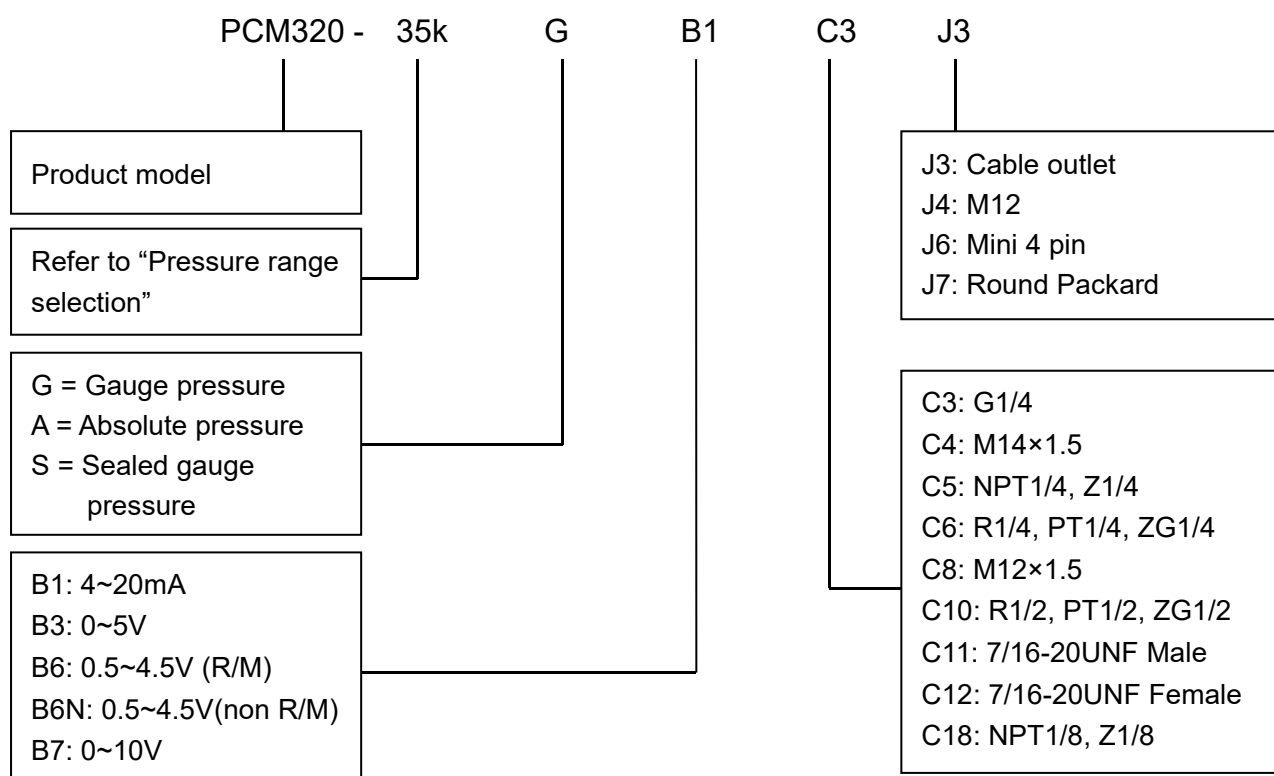 PCM320 - 35k G B1 C3 J3
Product model
Refer to “Pressure range
selection”
G = Gauge pressure
A = Absolute pressure
S = Sealed gauge
pressure
B1: 4~20mA
B3: 0~5V
B6: 0.5~4.5V (R/M)
B6N: 0.5~4.5V(non R/M)
B7: 0~10V
J3: Cable outlet
J4: M12
J6: Mini 4 pin
J7: Round Packard
C3: G1/4
C4: M14×1.5
C5: NPT1/4, Z1/4
C6: R1/4, PT1/4, ZG1/4
C8: M12×1.5
C10: R1/2, PT1/2, ZG1/2
C11: 7/16-20UNF Male
C12: 7/16-20UNF Female
C18: NPT1/8, Z1/8